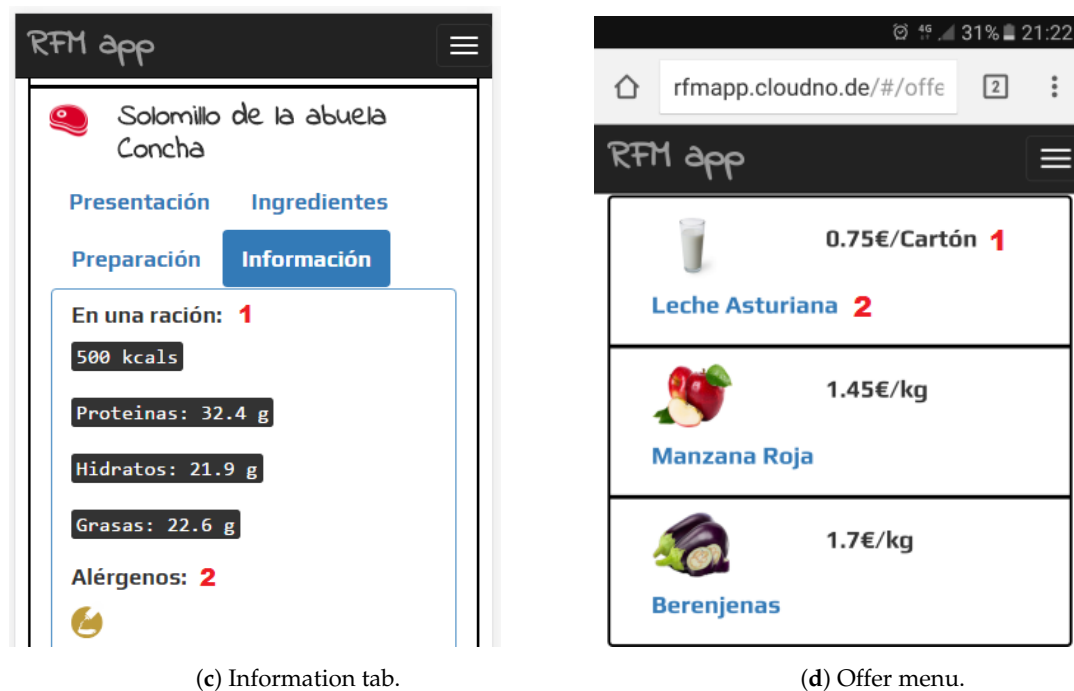 RFM app
Solomillo de la abuela
Concha
Presentación Ingredientes
Preparación Información
En una ración: 1
500 kcals
Proteinas: 32.4 g
Hidratos: 21.9 g
Grasas: 22.6 g
Alérgenos: 2
(c) Information tab.
4G 31% 21:22
rfmapp.cloudno.de/#/offe 2
RFM app
0.75€/Cartón 1
Leche Asturiana 2
1.45€/kg
Manzana Roja
1.7€/kg
Berenjenas
(d) Offer menu.